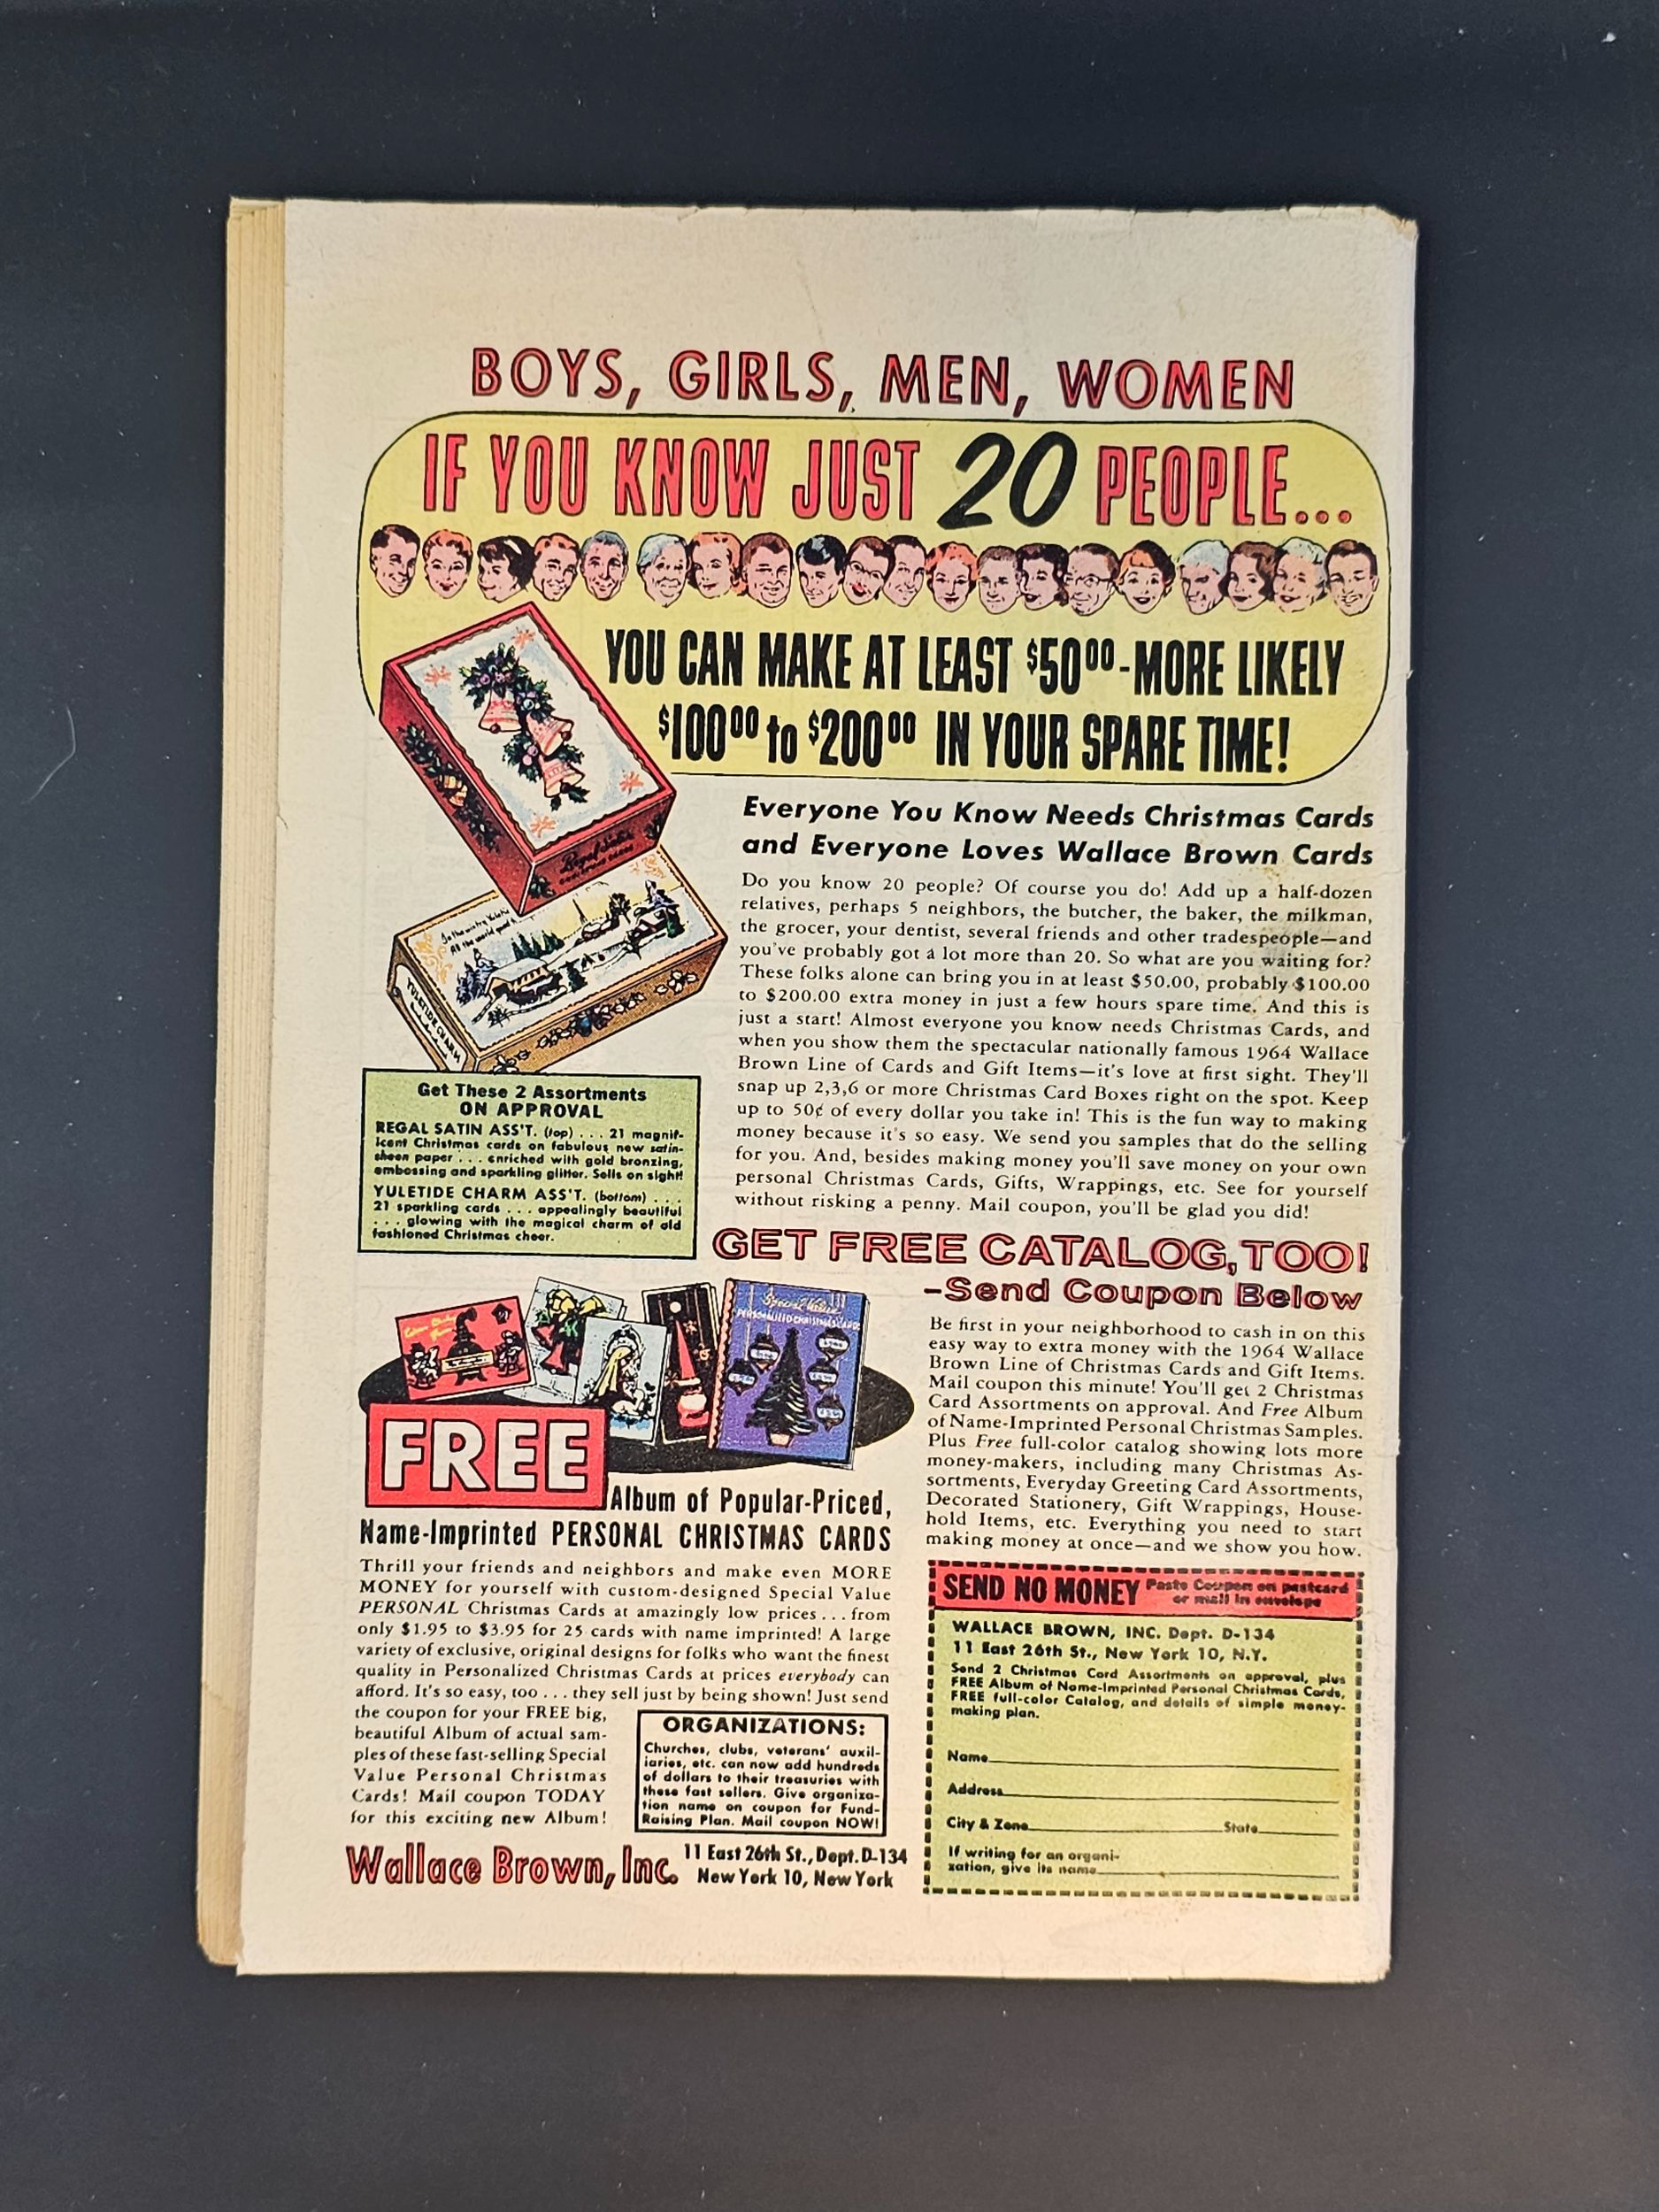 BOYS, GIRLS, MEN, WOMEN
IF YOU KNOW JUST 20 PEOPLE...
YOU CAN MAKE AT LEAST $50⁰⁰-MORE LIKELY
$100⁰⁰ to $200⁰⁰ IN YOUR SPARE TIME!
Regal Satin
YULETIDE CHARM
Everyone You Know Needs Christmas Cards
and Everyone Loves Wallace Brown Cards
Do you know 20 people? Of course you do! Add up a half-dozen
relatives, perhaps 5 neighbors, the butcher, the baker, the milkman,
the grocer, your dentist, several friends and other tradespeople—and
you've probably got a lot more than 20. So what are you waiting for?
These folks alone can bring you in at least $50.00, probably $100.00
to $200.00 extra money in just a few hours spare time. And this is
just a start! Almost everyone you know needs Christmas Cards, and
when you show them the spectacular nationally famous 1964 Wallace
Brown Line of Cards and Gift Items—it's love at first sight. They'll
snap up 2,3,6 or more Christmas Card Boxes right on the spot. Keep
up to 50¢ of every dollar you take in! This is the fun way to making
money because it's so easy. We send you samples that do the selling
for you. And, besides making money you'll save money on your own
personal Christmas Cards, Gifts, Wrappings, etc. See for yourself
without risking a penny. Mail coupon, you'll be glad you did!
Get These 2 Assortments
ON APPROVAL
REGAL SATIN ASS'T. (top) . . . 21 magnif-
icent Christmas cards on fabulous new satin-
sheen paper . . . enriched with gold bronzing,
embossing and sparkling glitter. Sells on sight!
YULETIDE CHARM ASS'T. (bottom) . . .
21 sparkling cards . . . appealingly beautiful
. . . glowing with the magical charm of old
fashioned Christmas cheer.
GET FREE CATALOG, TOO!
-Send Coupon Below
Be first in your neighborhood to cash in on this
easy way to extra money with the 1964 Wallace
Brown Line of Christmas Cards and Gift Items.
Mail coupon this minute! You'll get 2 Christmas
Card Assortments on approval. And Free Album
of Name-Imprinted Personal Christmas Samples.
Plus Free full-color catalog showing lots more
money-makers, including many Christmas As-
sortments, Everyday Greeting Card Assortments,
Decorated Stationery, Gift Wrappings, House-
hold Items, etc. Everything you need to start
making money at once—and we show you how.
Special Value
PERSONALIZED CHRISTMAS CARDS
FREE
Album of Popular-Priced,
Name-Imprinted PERSONAL CHRISTMAS CARDS
Thrill your friends and neighbors and make even MORE
MONEY for yourself with custom-designed Special Value
PERSONAL Christmas Cards at amazingly low prices . . . from
only $1.95 to $3.95 for 25 cards with name imprinted! A large
variety of exclusive, original designs for folks who want the finest
quality in Personalized Christmas Cards at prices everybody can
afford. It's so easy, too . . . they sell just by being shown! Just send
the coupon for your FREE big,
beautiful Album of actual sam-
ples of these fast-selling Special
Value Personal Christmas
Cards! Mail coupon TODAY
for this exciting new Album!
ORGANIZATIONS:
Churches, clubs, veterans' auxil-
iaries, etc. can now add hundreds
of dollars to their treasuries with
these fast sellers. Give organiza-
tion name on coupon for Fund-
Raising Plan. Mail coupon NOW!
Wallace Brown, Inc. 11 East 26th St., Dept. D-134
New York 10, New York
SEND NO MONEY Paste Coupon on postcard
or mail in envelope
WALLACE BROWN, INC. Dept. D-134
11 East 26th St., New York 10, N.Y.
Send 2 Christmas Card Assortments on approval, plus
FREE Album of Name-Imprinted Personal Christmas Cards,
FREE full-color Catalog, and details of simple money-
making plan.
Name
Address
City & Zone State
If writing for an organi-
zation, give its name